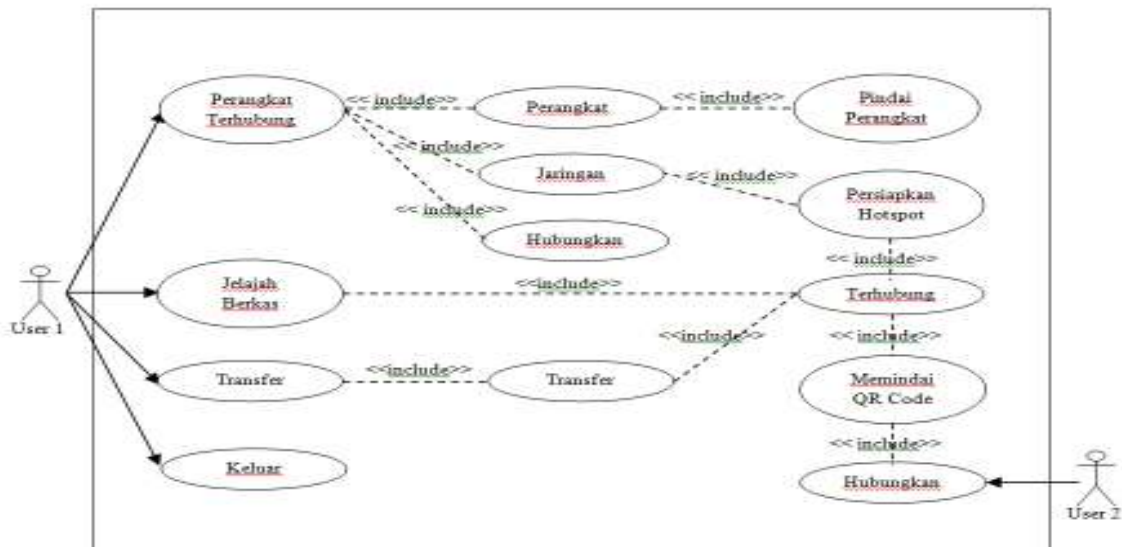 Perangkat
Terhubung
<< include>>
Perangkat
<< include>>
Pindai
Perangkat
<<include>>
Jaringan
<< include>>
Persiapkan
Hotspot
<< include>>
Hubungkan
<< include>>
Jelajah
Berkas
<<include>>
Terhubung
User 1
<<include>>
<< include>>
Transfer
<<include>>
Transfer
Memindai
QR Code
<< include>>
Keluar
Hubungkan
User 2